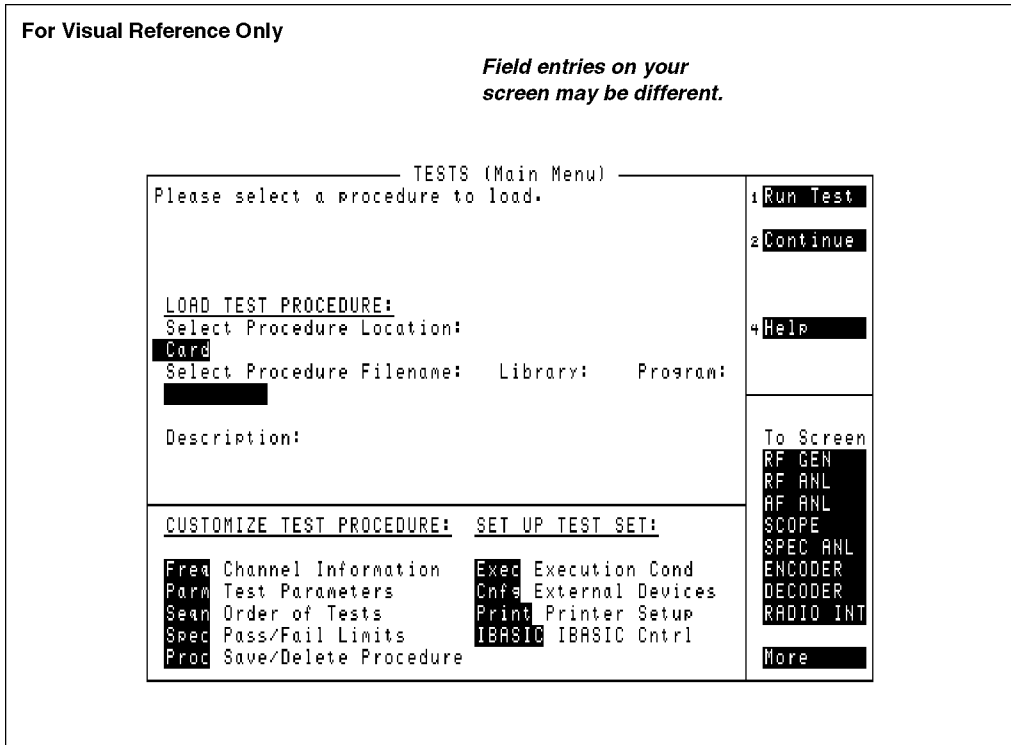 For Visual Reference Only
Field entries on your
screen may be different.
TESTS (Main Menu)
Please select a procedure to load.
LOAD TEST PROCEDURE:
Select Procedure Location:
Card
Select Procedure Filename: Library: Program:
Description:
CUSTOMIZE TEST PROCEDURE: SET UP TEST SET:
Freq Channel Information Exec Execution Cond
Parm Test Parameters Cnfg External Devices
Seqn Order of Tests Print Printer Setup
Spec Pass/Fail Limits IBASIC IBASIC Cntrl
Proc Save/Delete Procedure
1 Run Test
2 Continue
4 Help
To Screen
RF GEN
RF ANL
AF ANL
SCOPE
SPEC ANL
ENCODER
DECODER
RADIO INT
More